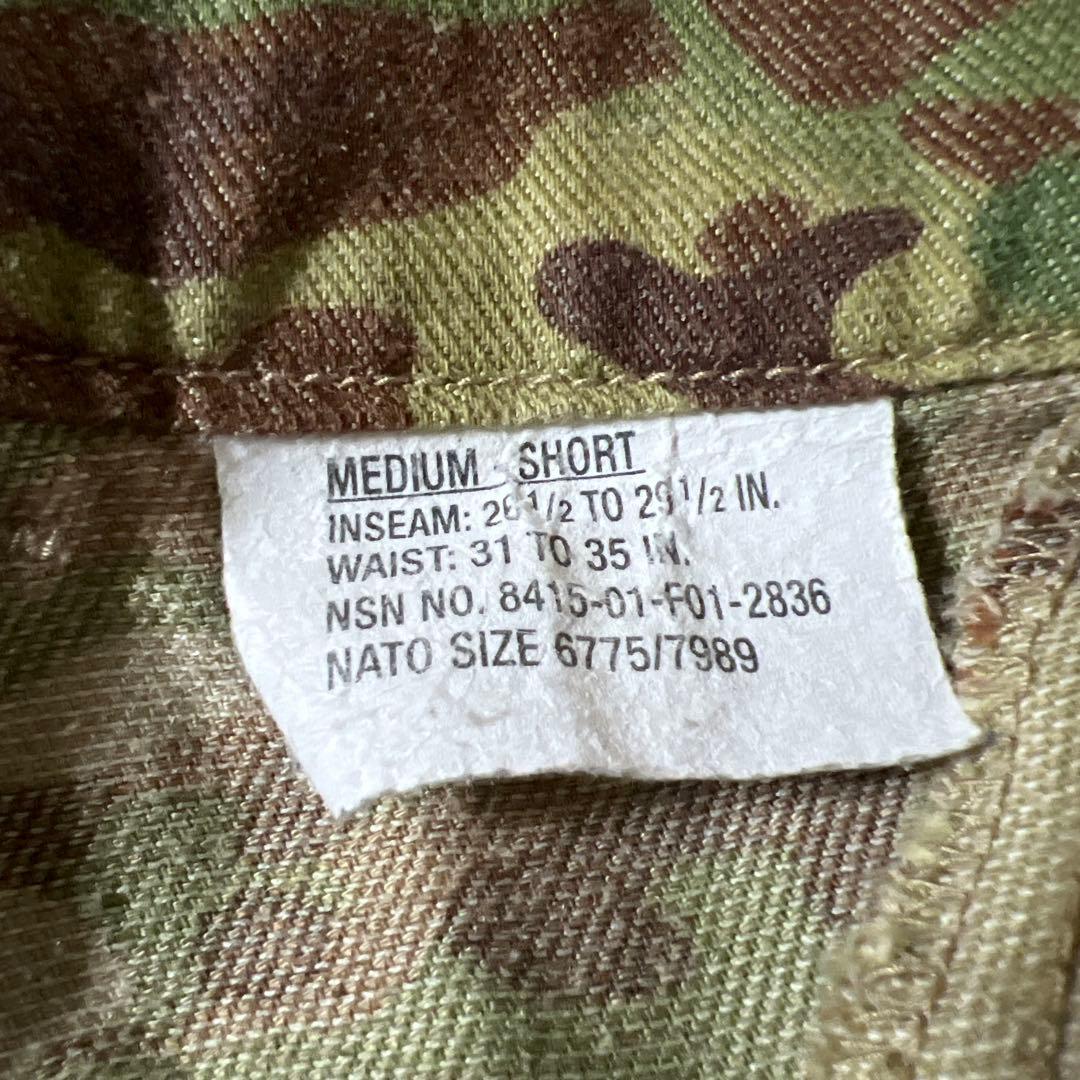 MEDIUM - SHORT
INSEAM: 26 1/2 TO 29 1/2 IN.
WAIST: 31 TO 35 IN.
NSN NO. 8415-01-F01-2836
NATO SIZE 6775/7989